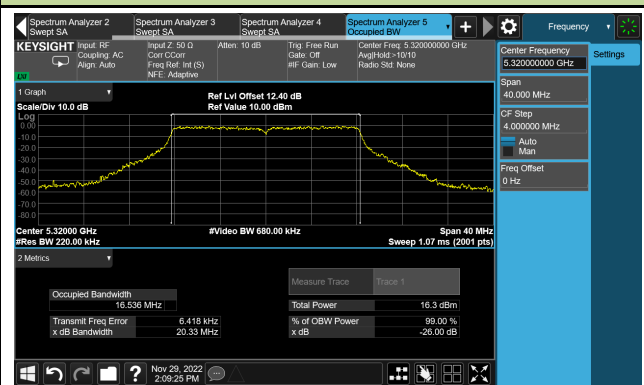 Spectrum Analyzer 2
Swept SA
Spectrum Analyzer 3
Swept SA
Spectrum Analyzer 4
Swept SA
Spectrum Analyzer 5
Occupied BW
+
Frequency
KEYSIGHT
Input: RF
Coupling: AC
Align: Auto
Input Z: 50 Ω
Corr CCorr
Freq Ref: Int (S)
NFE: Adaptive
Atten: 10 dB
Trig: Free Run
Gate: Off
#IF Gain: Low
Center Freq: 5.320000000 GHz
Avg|Hold:>10/10
Radio Std: None
LXI
Center Frequency
5.320000000 GHz
Settings
Span
40.000 MHz
CF Step
4.000000 MHz
Auto
Man
Freq Offset
0 Hz
1 Graph
Scale/Div 10.0 dB
Ref Lvl Offset 12.40 dB
Ref Value 10.00 dBm
Log
0.00
-10.0
-20.0
-30.0
-40.0
-50.0
-60.0
-70.0
-80.0
Center 5.32000 GHz
#Res BW 220.00 kHz
#Video BW 680.00 kHz
Span 40 MHz
Sweep 1.07 ms (2001 pts)
2 Metrics
Measure Trace
Trace 1
Occupied Bandwidth
16.536 MHz
Total Power
16.3 dBm
Transmit Freq Error
6.418 kHz
% of OBW Power
99.00 %
x dB Bandwidth
20.33 MHz
x dB
-26.00 dB
?
Nov 29, 2022
2:09:25 PM